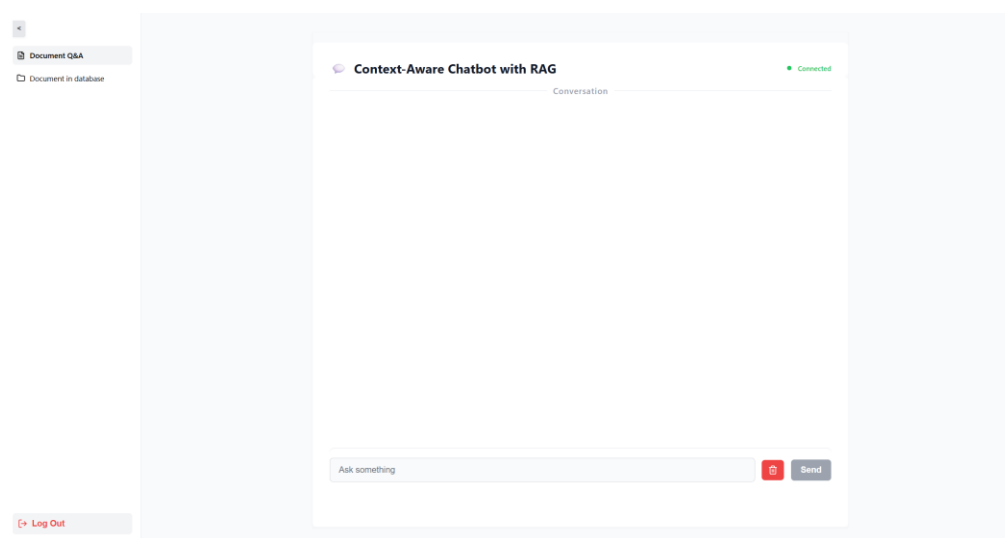 <
Document Q&A
Document in database
Context-Aware Chatbot with RAG
Connected
Conversation
Ask something
Send
Log Out